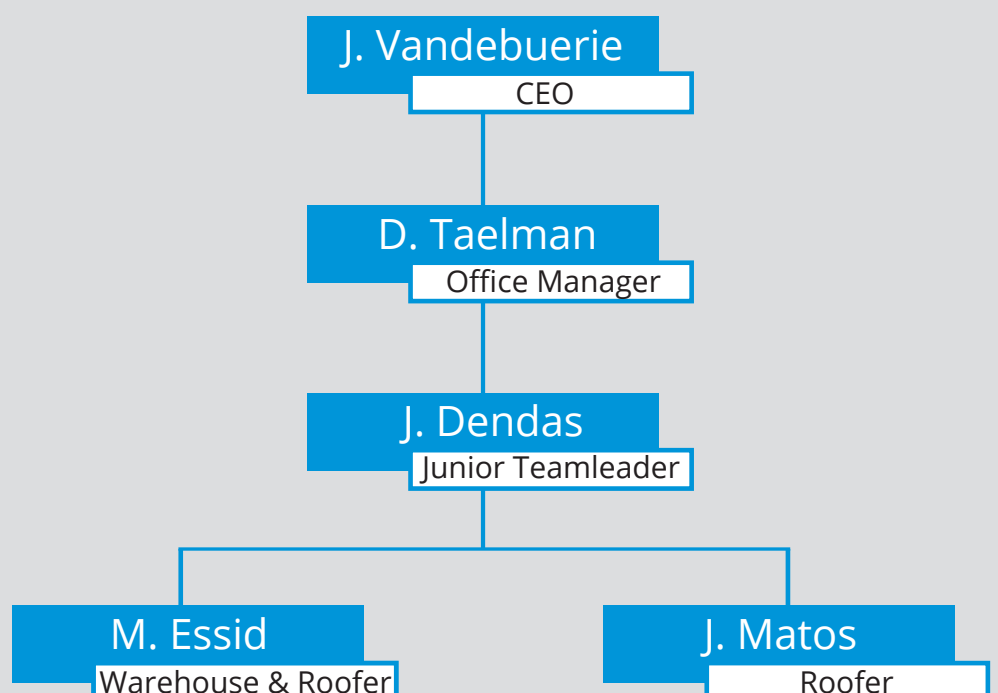 J. Vandebuerie
CEO
D. Taelman
Office Manager
J. Dendas
Junior Teamleader
M. Essid
Warehouse & Roofer
J. Matos
Roofer